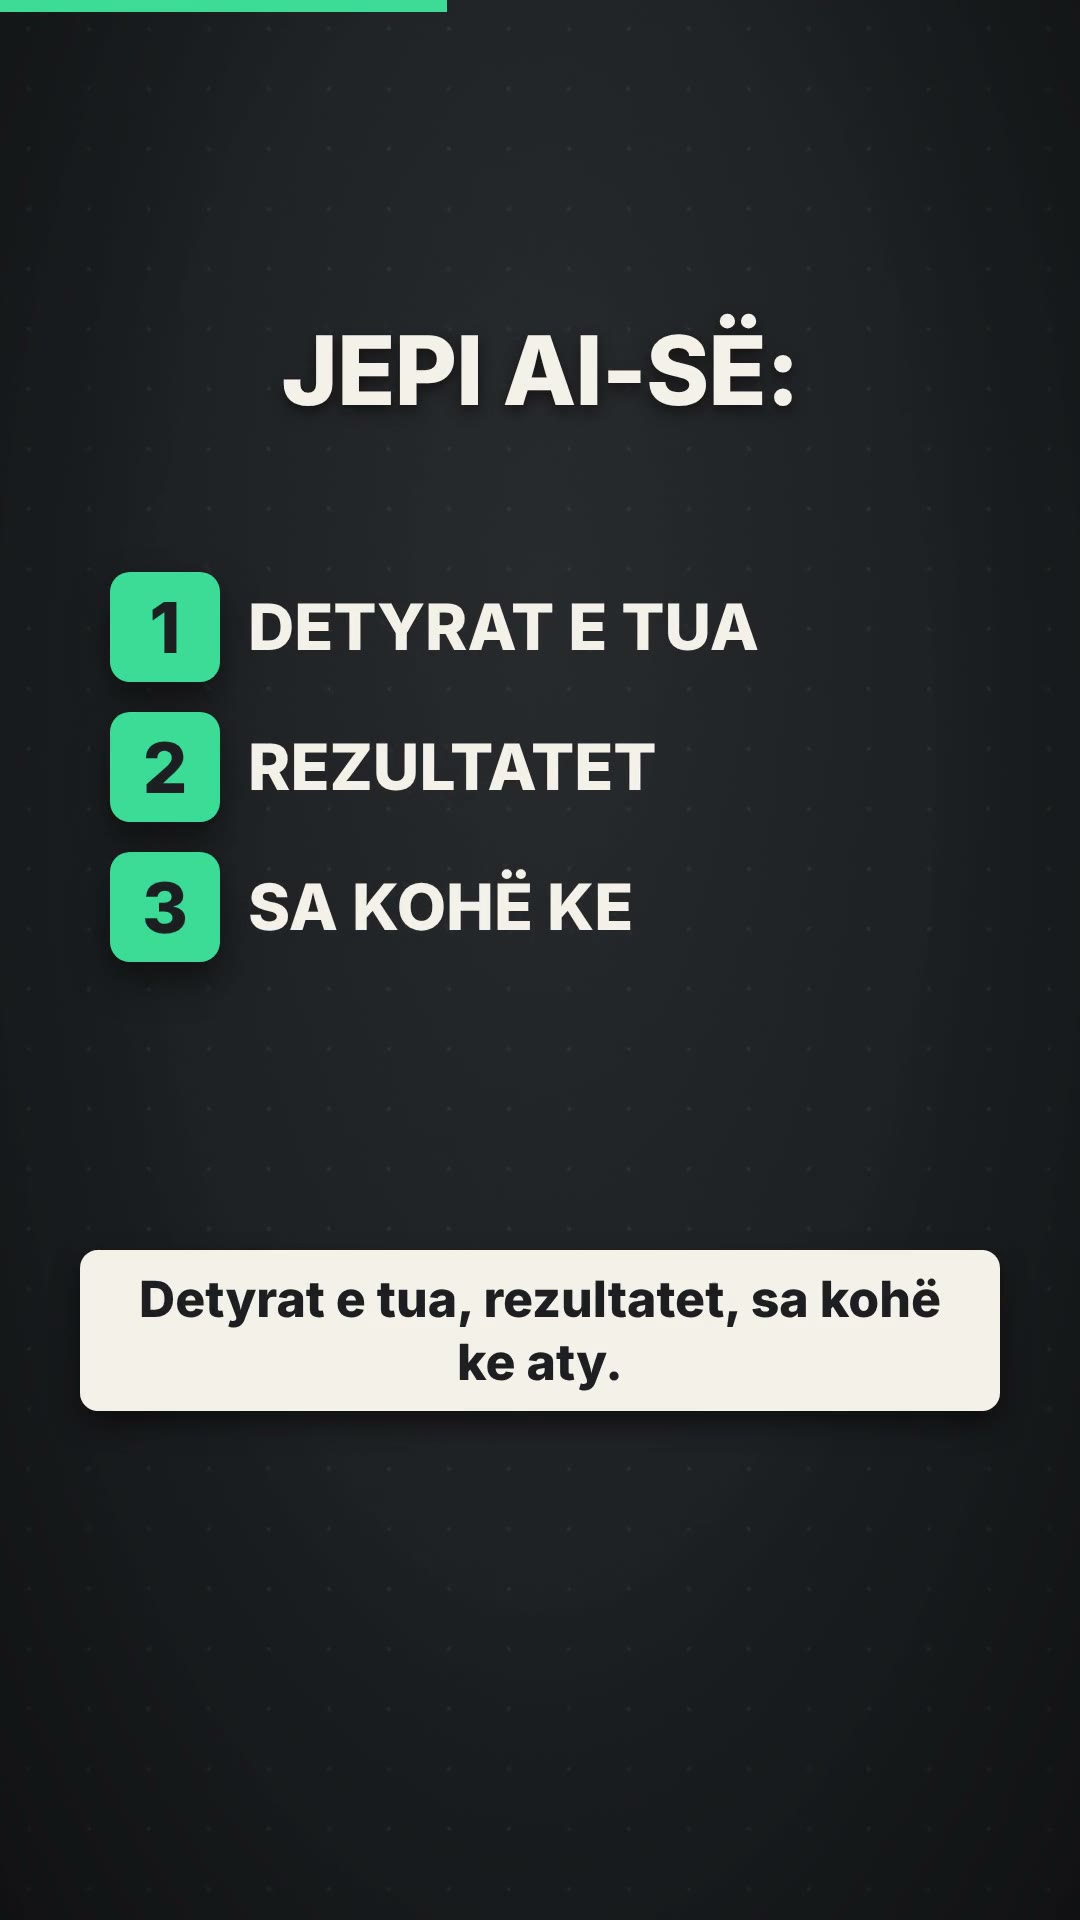 JEPI AI-SË:
1 DETYRAT E TUA
2 REZULTATET
3 SA KOHË KE
Detyrat e tua, rezultatet, sa kohë
ke aty.